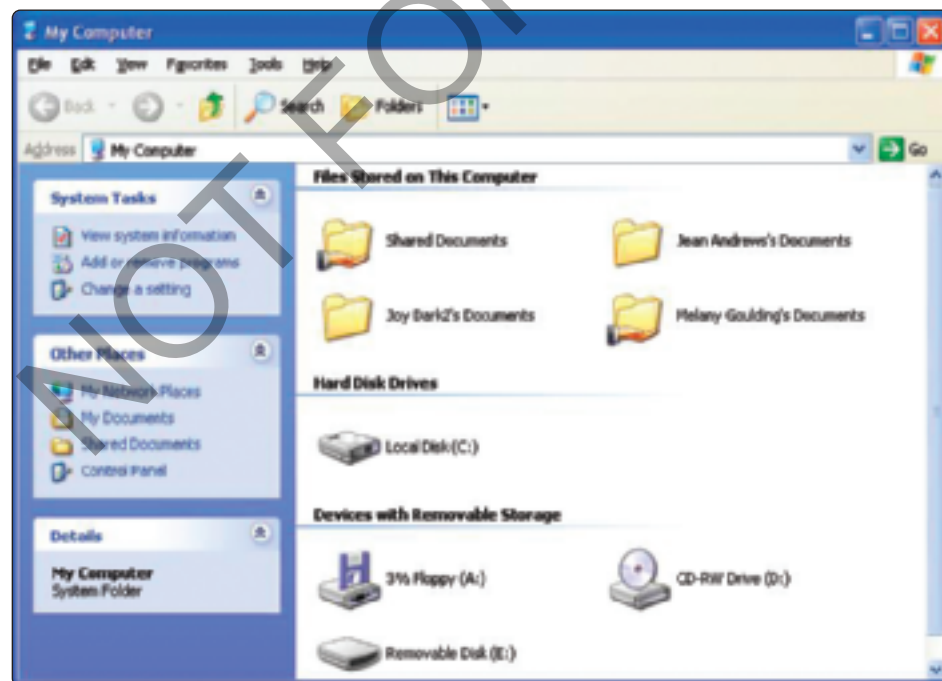 My Computer
File Edit View Favorites Tools Help
Back Search Folders
Address My Computer Go
System Tasks
View system information
Add or remove programs
Change a setting
Other Places
My Network Places
My Documents
Shared Documents
Control Panel
Details
My Computer
System Folder
Files Stored on This Computer
Shared Documents Jean Andrews's Documents
Joy Dark2's Documents Melany Goulding's Documents
Hard Disk Drives
Local Disk (C:)
Devices with Removable Storage
3½ Floppy (A:) CD-RW Drive (D:)
Removable Disk (E:)
NOT FO